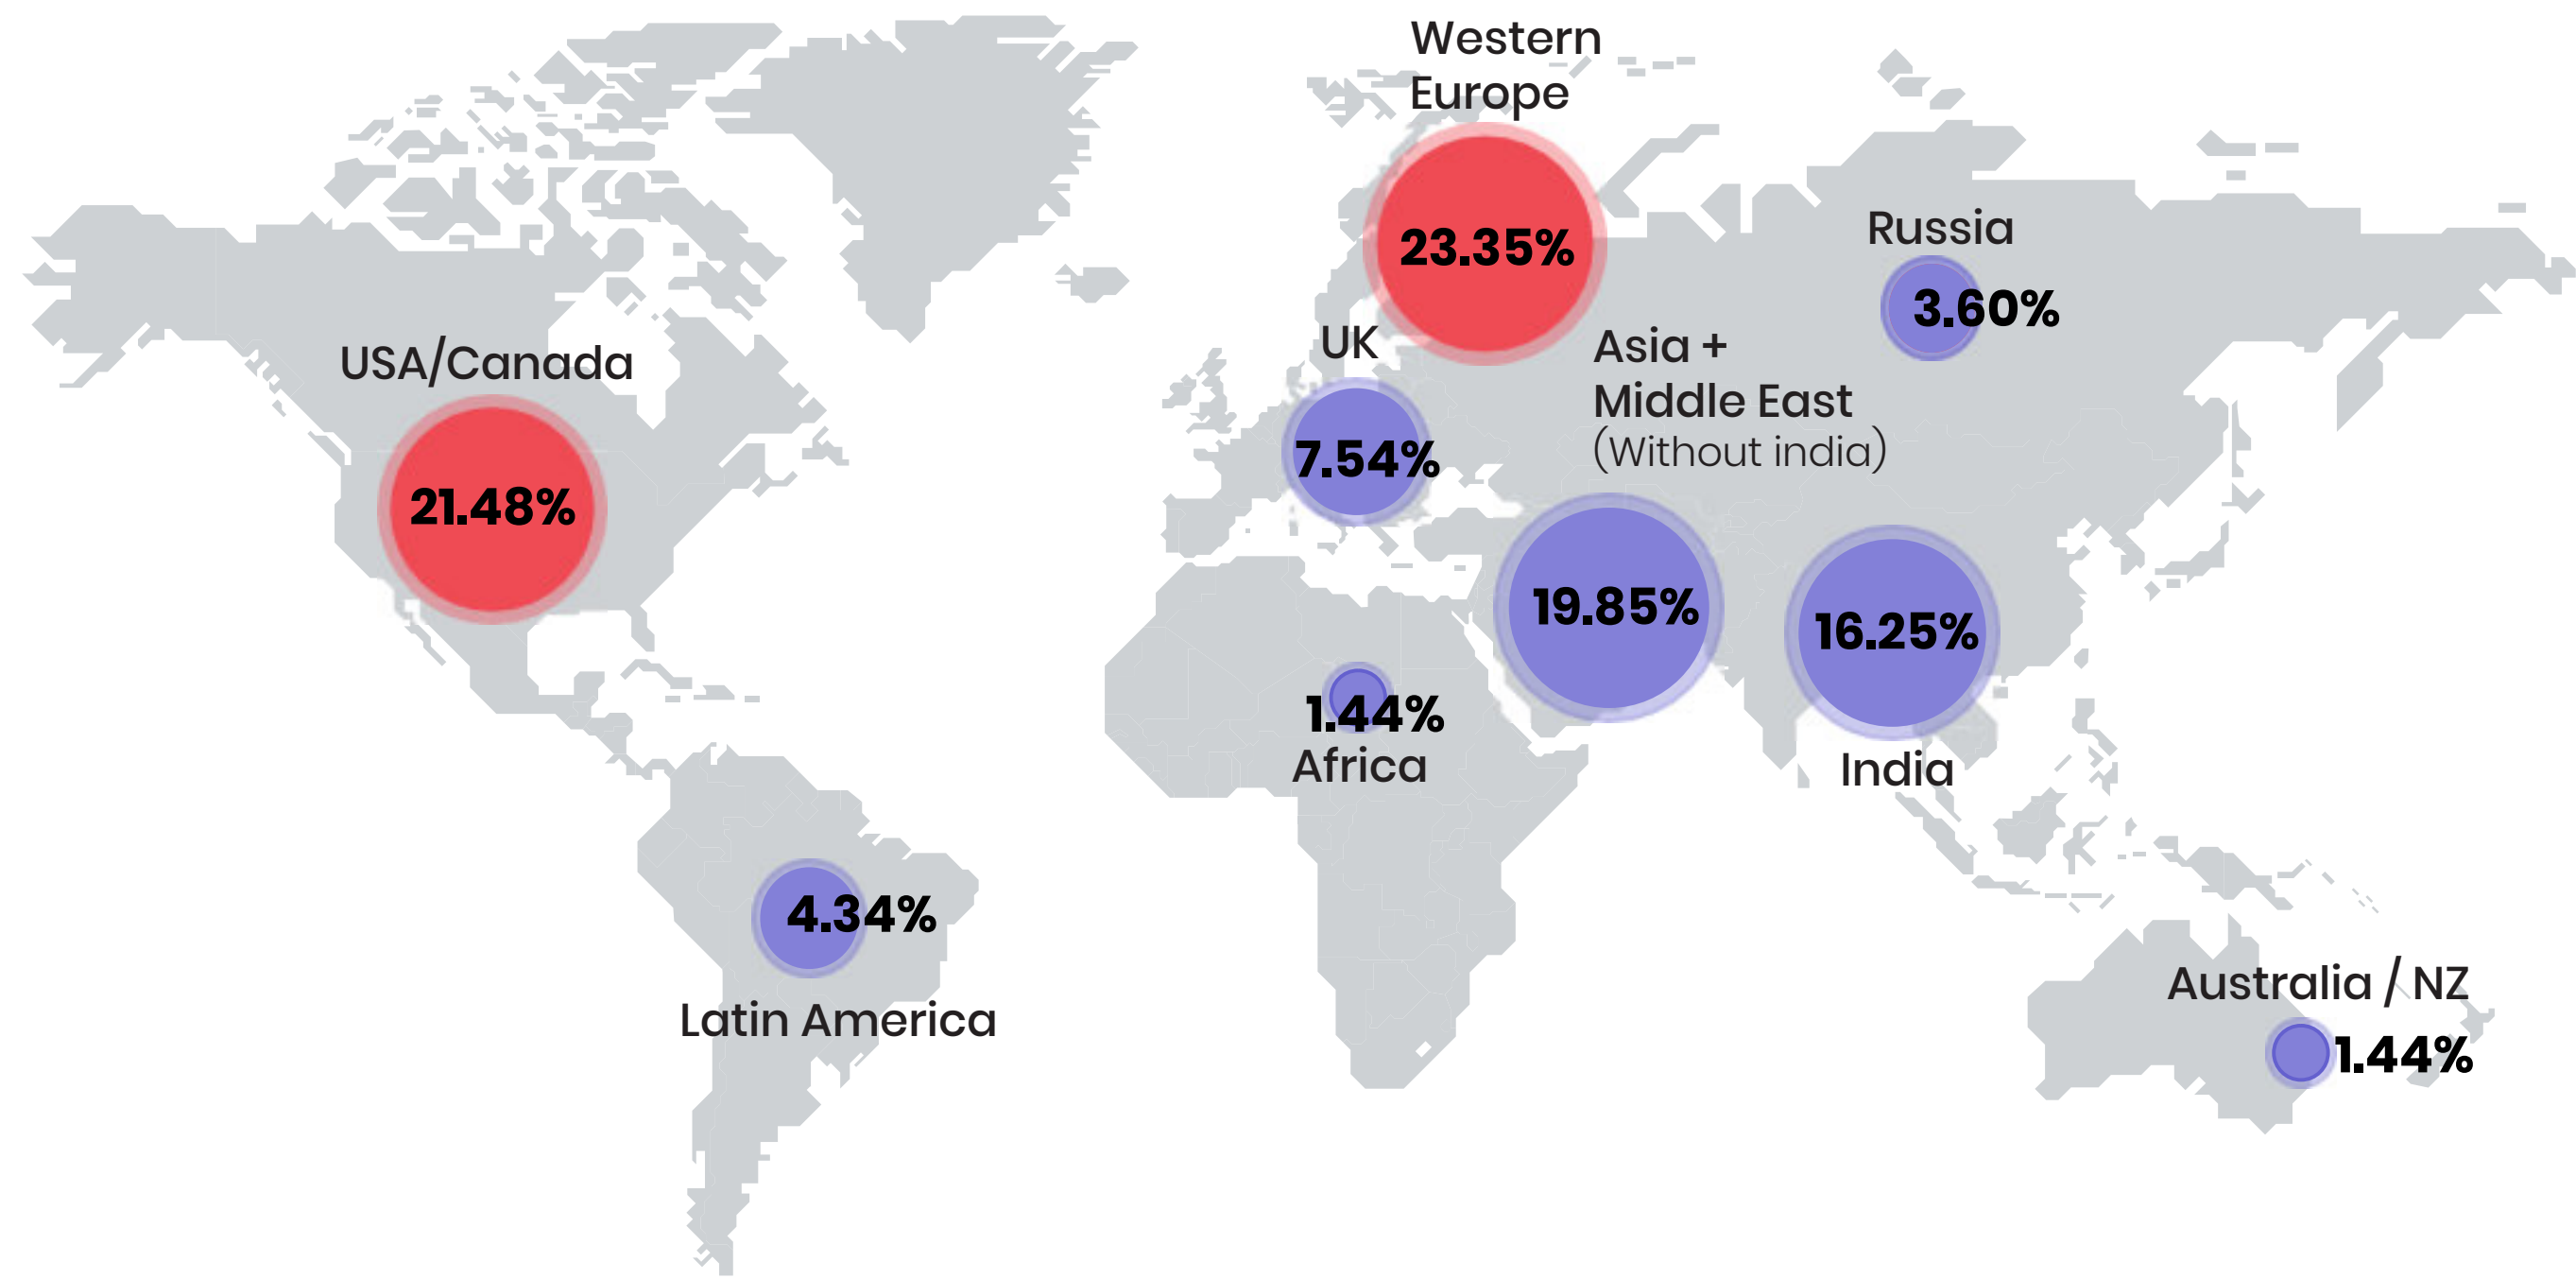 Western
Europe
23.35%
Russia
3.60%
UK
7.54%
Asia +
Middle East
(Without india)
19.85%
USA/Canada
21.48%
16.25%
India
1.44%
Africa
4.34%
Latin America
Australia / NZ
1.44%